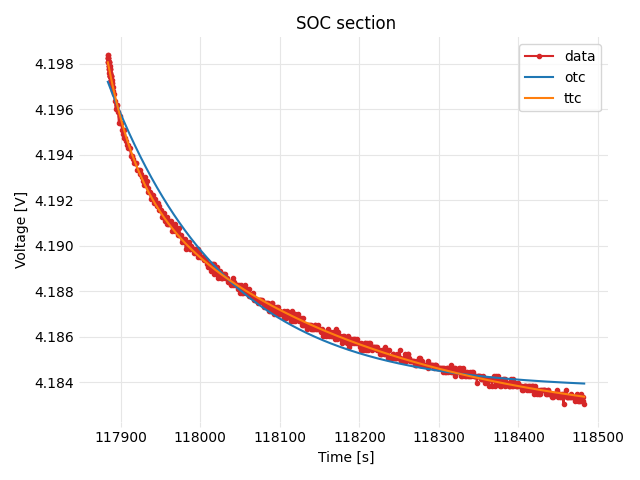 SOC section
data
otc
ttc
Voltage [V]
4.198
4.196
4.194
4.192
4.190
4.188
4.186
4.184
117900 118000 118100 118200 118300 118400 118500
Time [s]